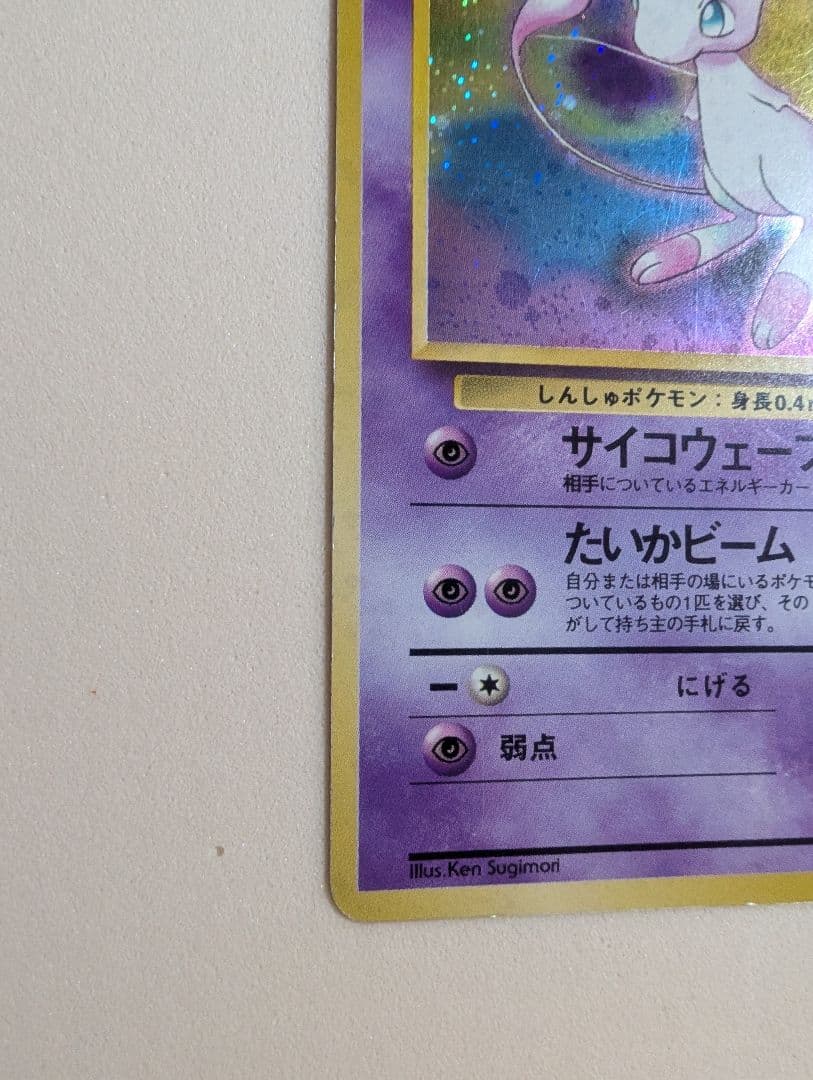 しんしゅポケモン：身長0.4
サイコウェー
相手についているエネルギーカー
たいかビーム
自分または相手の場にいるポケモ
ついているもの1匹を選び、その
がして持ち主の手札に戻す。
ー にげる
弱点
Illus.Ken Sugimori